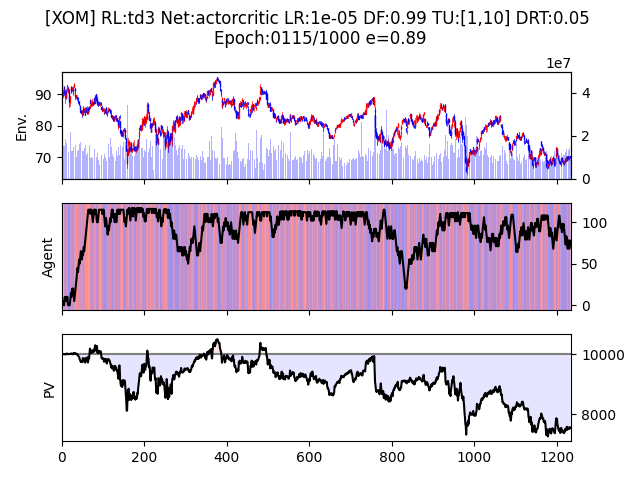 [XOM] RL:td3 Net:actorcritic LR:1e-05 DF:0.99 TU:[1,10] DRT:0.05
Epoch:0115/1000 e=0.89
1e7
Env.
90
80
70
4
2
0
Agent
100
50
0
PV
10000
8000
0 200 400 600 800 1000 1200